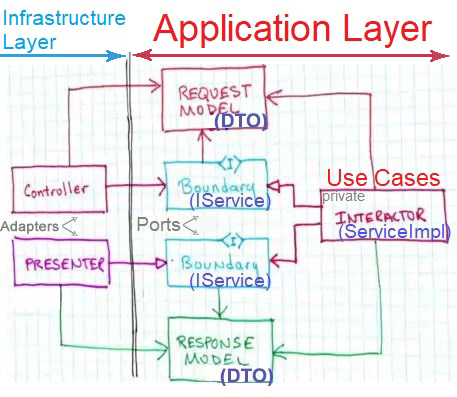 Infrastructure
Layer
Application Layer
REQUEST
MODEL
(DTO)
<I>
Controller
Boundary
(IService)
Use Cases
private
INTERACTOR
(ServiceImpl)
Adapters
Ports
<I>
PRESENTER
Boundary
(IService)
RESPONSE
MODEL
(DTO)